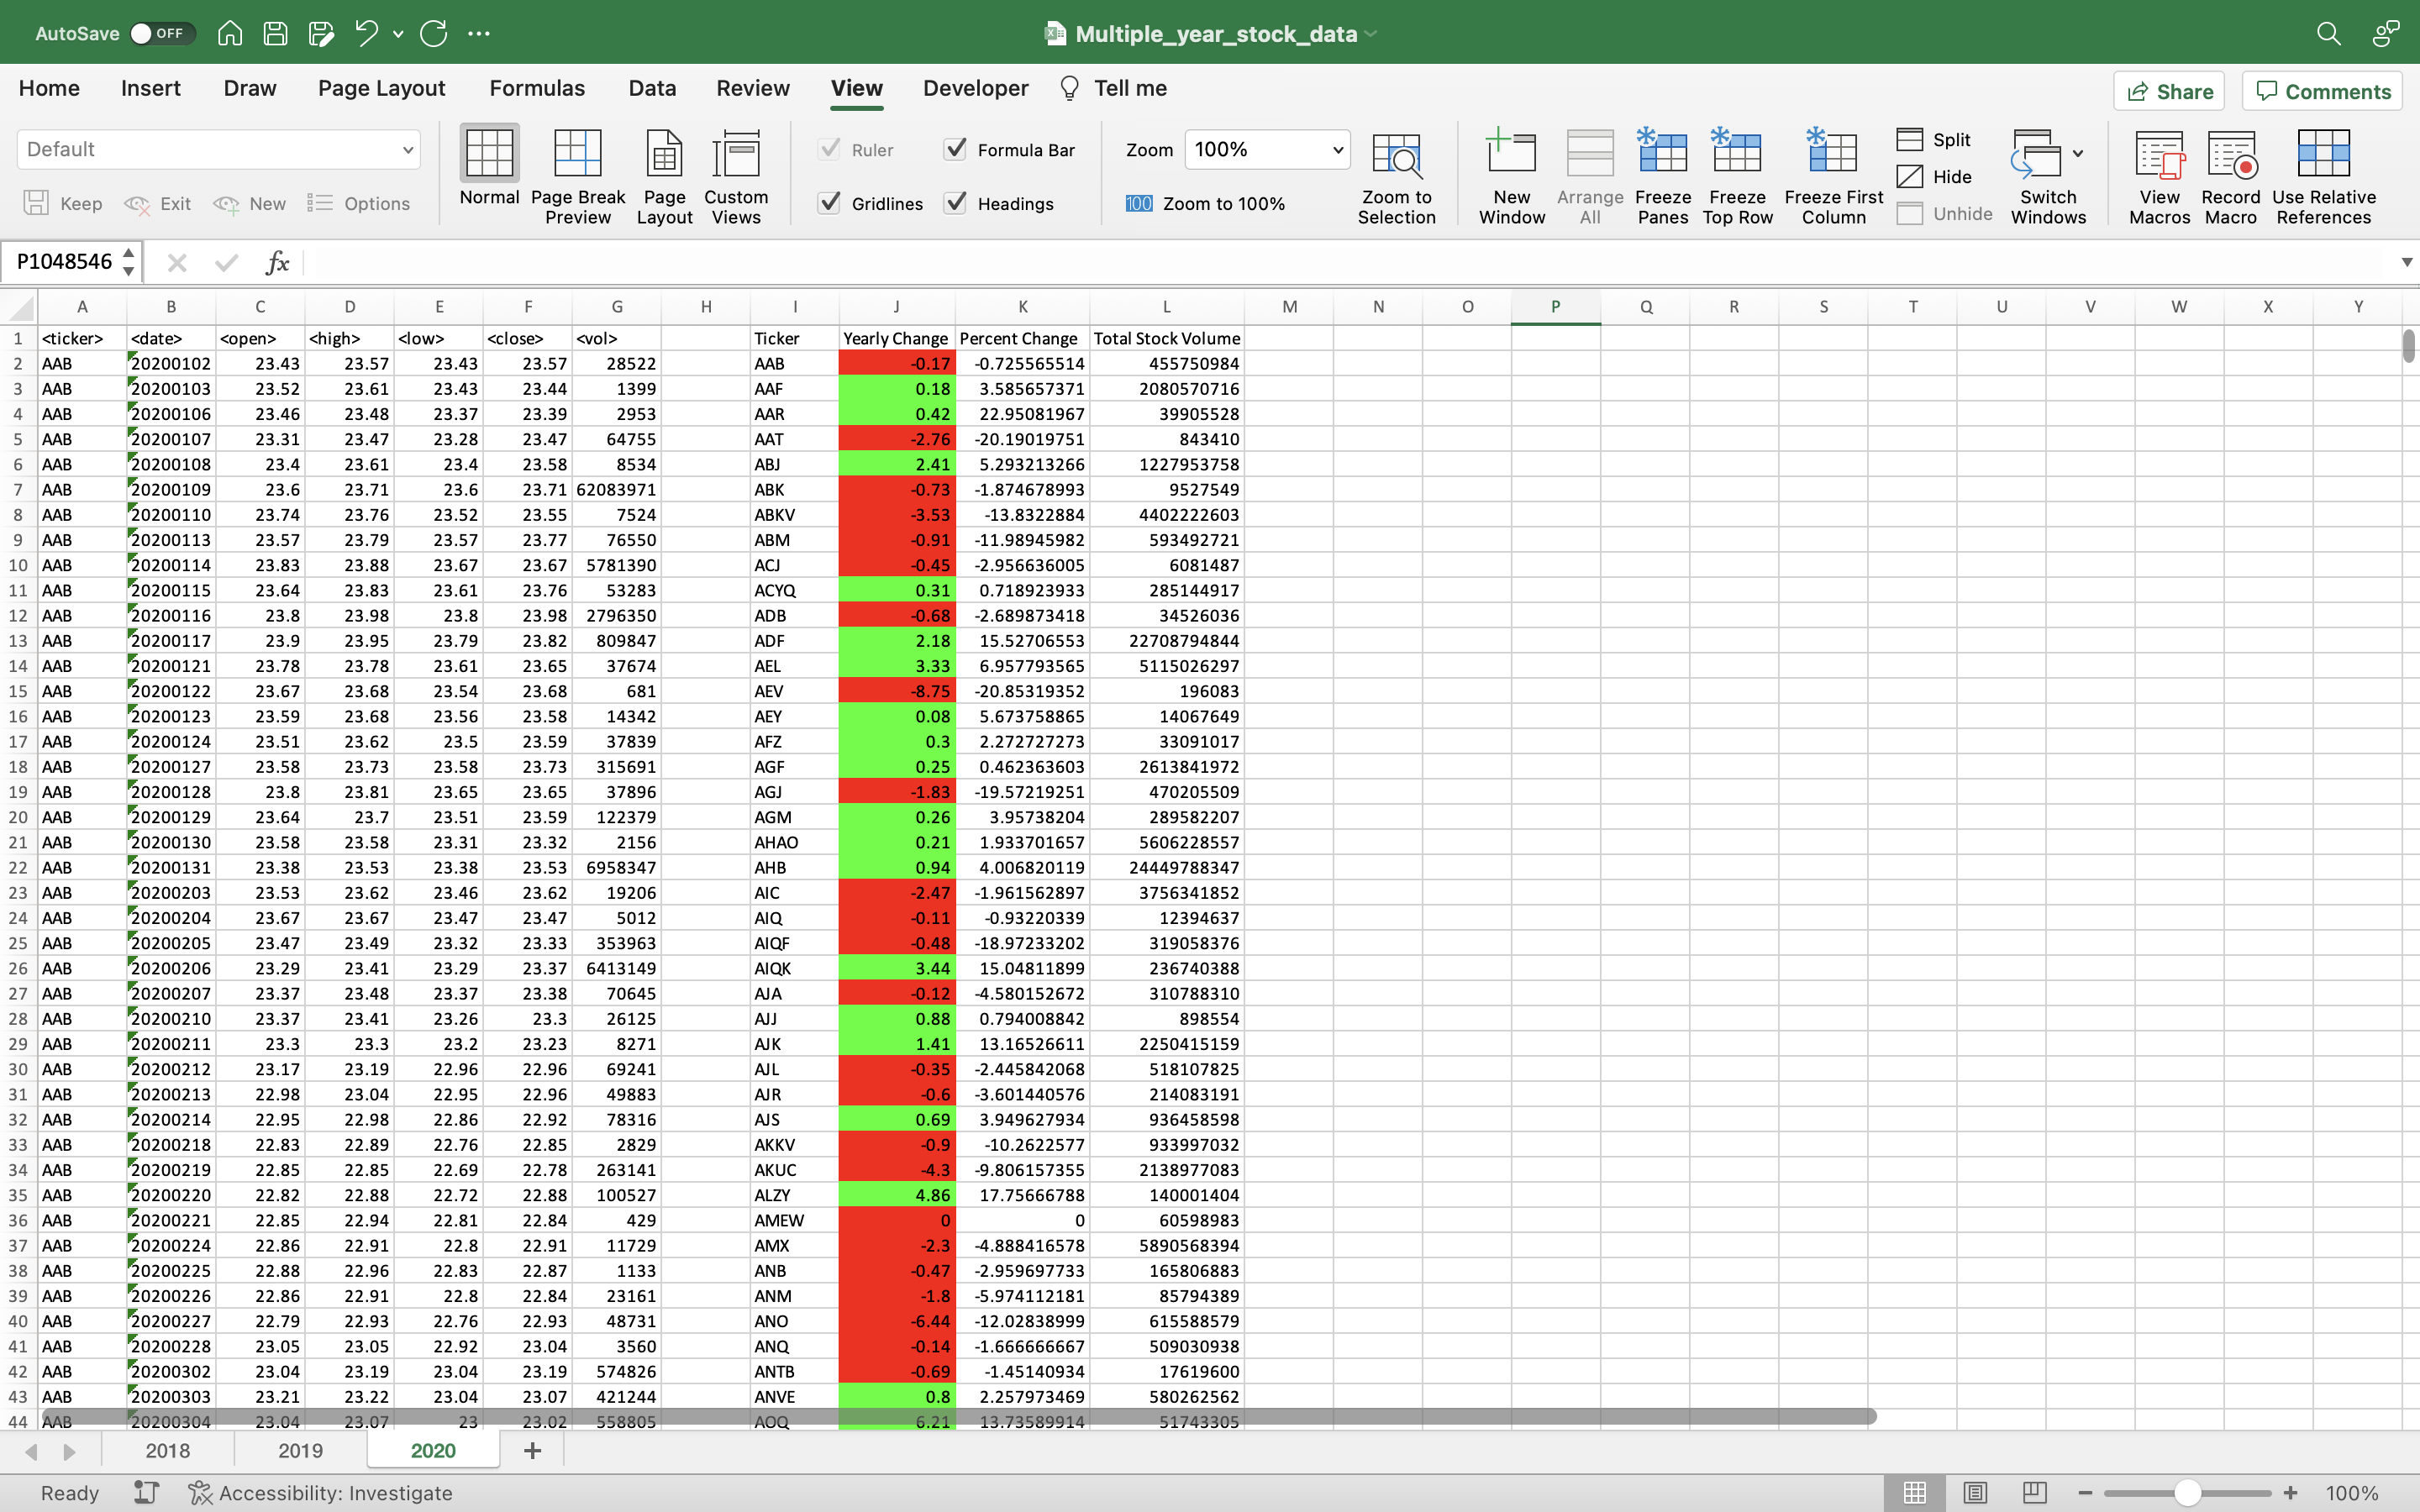 AutoSave OFF Multiple_year_stock_data
Home Insert Draw Page Layout Formulas Data Review View Developer Tell me Share Comments
Default Ruler Formula Bar Zoom 100% Split
Hide
Keep Exit New Options Normal Page Break Preview Page Layout Custom Views Gridlines Headings 100 Zoom to 100% Zoom to Selection New Window Arrange All Freeze Panes Freeze Top Row Freeze First Column Unhide Switch Windows View Macros Record Macro Use Relative References
P1048546 fx
A B C D E F G H I J K L M N O P Q R S T U V W X Y
1 <ticker> <date> <open> <high> <low> <close> <vol> Ticker Yearly Change Percent Change Total Stock Volume
2 AAB 20200102 23.43 23.57 23.43 23.57 28522 AAB -0.17 -0.725565514 455750984
3 AAB 20200103 23.52 23.61 23.43 23.44 1399 AAF 0.18 3.585657371 2080570716
4 AAB 20200106 23.46 23.48 23.37 23.39 2953 AAR 0.42 22.95081967 39905528
5 AAB 20200107 23.31 23.47 23.28 23.47 64755 AAT -2.76 -20.19019751 843410
6 AAB 20200108 23.4 23.61 23.4 23.58 8534 ABJ 2.41 5.293213266 1227953758
7 AAB 20200109 23.6 23.71 23.6 23.71 62083971 ABK -0.73 -1.874678993 9527549
8 AAB 20200110 23.74 23.76 23.52 23.55 7524 ABKV -3.53 -13.8322884 4402222603
9 AAB 20200113 23.57 23.79 23.57 23.77 76550 ABM -0.91 -11.98945982 593492721
10 AAB 20200114 23.83 23.88 23.67 23.67 5781390 ACJ -0.45 -2.956636005 6081487
11 AAB 20200115 23.64 23.83 23.61 23.76 53283 ACYQ 0.31 0.718923933 285144917
12 AAB 20200116 23.8 23.98 23.8 23.98 2796350 ADB -0.68 -2.689873418 34526036
13 AAB 20200117 23.9 23.95 23.79 23.82 809847 ADF 2.18 15.52706553 22708794844
14 AAB 20200121 23.78 23.78 23.61 23.65 37674 AEL 3.33 6.957793565 5115026297
15 AAB 20200122 23.67 23.68 23.54 23.68 681 AEV -8.75 -20.85319352 196083
16 AAB 20200123 23.59 23.68 23.56 23.58 14342 AEY 0.08 5.673758865 14067649
17 AAB 20200124 23.51 23.62 23.5 23.59 37839 AFZ 0.3 2.272727273 33091017
18 AAB 20200127 23.58 23.73 23.58 23.73 315691 AGF 0.25 0.462363603 2613841972
19 AAB 20200128 23.8 23.81 23.65 23.65 37896 AGJ -1.83 -19.57219251 470205509
20 AAB 20200129 23.64 23.7 23.51 23.59 122379 AGM 0.26 3.95738204 289582207
21 AAB 20200130 23.58 23.58 23.31 23.32 2156 AHAO 0.21 1.933701657 5606228557
22 AAB 20200131 23.38 23.53 23.38 23.53 6958347 AHB 0.94 4.006820119 24449788347
23 AAB 20200203 23.53 23.62 23.46 23.62 19206 AIC -2.47 -1.961562897 3756341852
24 AAB 20200204 23.67 23.67 23.47 23.47 5012 AIQ -0.11 -0.93220339 12394637
25 AAB 20200205 23.47 23.49 23.32 23.33 353963 AIQF -0.48 -18.97233202 319058376
26 AAB 20200206 23.29 23.41 23.29 23.37 6413149 AIQK 3.44 15.04811899 236740388
27 AAB 20200207 23.37 23.48 23.37 23.38 70645 AJA -0.12 -4.580152672 310788310
28 AAB 20200210 23.37 23.41 23.26 23.3 26125 AJJ 0.88 0.794008842 898554
29 AAB 20200211 23.3 23.3 23.2 23.23 8271 AJK 1.41 13.16526611 2250415159
30 AAB 20200212 23.17 23.19 22.96 22.96 69241 AJL -0.35 -2.445842068 518107825
31 AAB 20200213 22.98 23.04 22.95 22.96 49883 AJR -0.6 -3.601440576 214083191
32 AAB 20200214 22.95 22.98 22.86 22.92 78316 AJS 0.69 3.949627934 936458598
33 AAB 20200218 22.83 22.89 22.76 22.85 2829 AKKV -0.9 -10.2622577 933997032
34 AAB 20200219 22.85 22.85 22.69 22.78 263141 AKUC -4.3 -9.806157355 2138977083
35 AAB 20200220 22.82 22.88 22.72 22.88 100527 ALZY 4.86 17.75666788 140001404
36 AAB 20200221 22.85 22.94 22.81 22.84 429 AMEW 0 0 60598983
37 AAB 20200224 22.86 22.91 22.8 22.91 11729 AMX -2.3 -4.888416578 5890568394
38 AAB 20200225 22.88 22.96 22.83 22.87 1133 ANB -0.47 -2.959697733 165806883
39 AAB 20200226 22.86 22.91 22.8 22.84 23161 ANM -1.8 -5.974112181 85794389
40 AAB 20200227 22.79 22.93 22.76 22.93 48731 ANO -6.44 -12.02838999 615588579
41 AAB 20200228 23.05 23.05 22.92 23.04 3560 ANQ -0.14 -1.666666667 509030938
42 AAB 20200302 23.04 23.19 23.04 23.19 574826 ANTB -0.69 -1.45140934 17619600
43 AAB 20200303 23.21 23.22 23.04 23.07 421244 ANVE 0.8 2.257973469 580262562
44 AAB 20200304 23.04 23.07 23 23.02 558805 AOQ 6.21 13.73589914 51743305
2018 2019 2020
Ready Accessibility: Investigate 100%